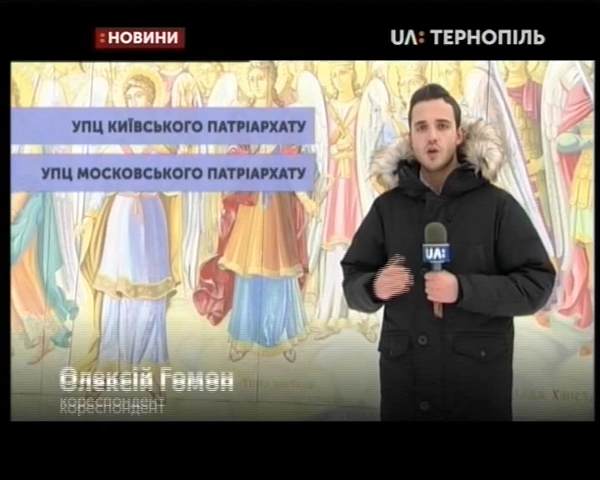 :НОВИНИ
UA: ТЕРНОПІЛЬ
УПЦ КИЇВСЬКОГО ПАТРІАРХАТУ
УПЦ МОСКОВСЬКОГО ПАТРІАРХАТУ
UA:
Олексій Гомон
кореспондент